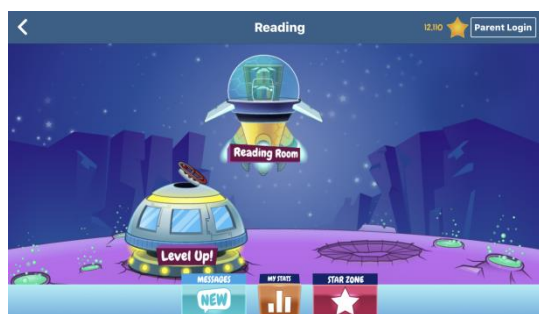 Reading
12,110
Parent Login
Reading Room
Level Up!
MESSAGES
MY STATS
STAR ZONE
NEW